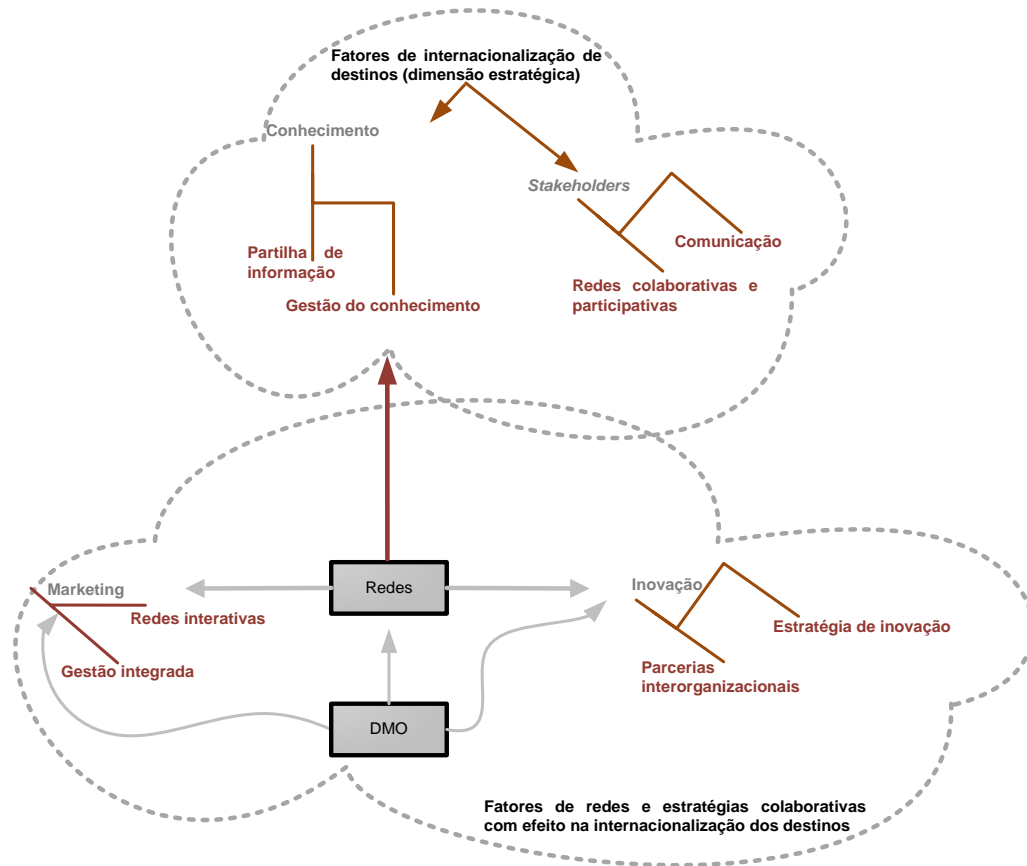 Fatores de internacionalização de
destinos (dimensão estratégica)
Conhecimento
Stakeholders
Comunicação
Partilha de
informação
Redes colaborativas e
participativas
Gestão do conhecimento
Redes
Marketing
Inovação
Redes interativas
Estratégia de inovação
Gestão integrada
Parcerias
interorganizacionais
DMO
Fatores de redes e estratégias colaborativas
com efeito na internacionalização dos destinos